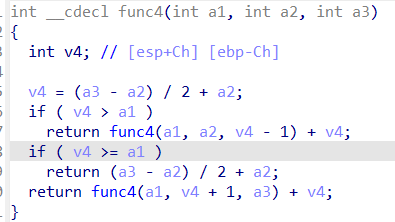 int __cdecl func4(int a1, int a2, int a3)
{
int v4; // [esp+Ch] [ebp-Ch]
v4 = (a3 - a2) / 2 + a2;
if ( v4 > a1 )
return func4(a1, a2, v4 - 1) + v4;
if ( v4 >= a1 )
return (a3 - a2) / 2 + a2;
return func4(a1, v4 + 1, a3) + v4;
}